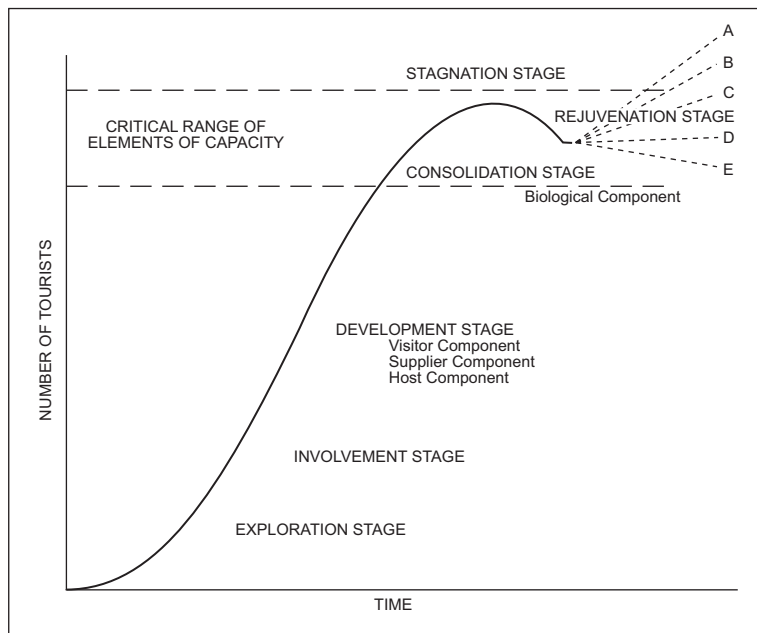 A
STAGNATION STAGE
B
C
CRITICAL RANGE OF
ELEMENTS OF CAPACITY
REJUVENATION STAGE
D
CONSOLIDATION STAGE
E
Biological Component
NUMBER OF TOURISTS
DEVELOPMENT STAGE
Visitor Component
Supplier Component
Host Component
INVOLVEMENT STAGE
EXPLORATION STAGE
TIME